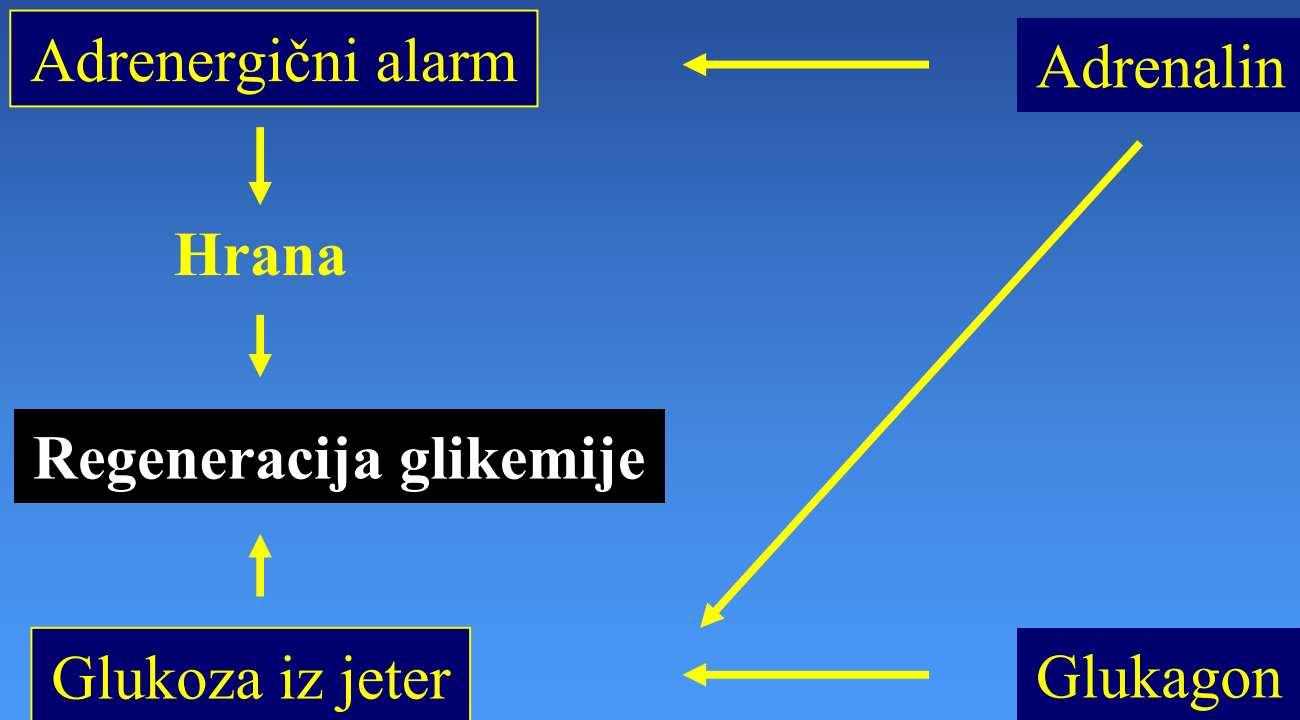 Adrenergični alarm
Adrenalin
Hrana
Regeneracija glikemije
Glukoza iz jeter
Glukagon